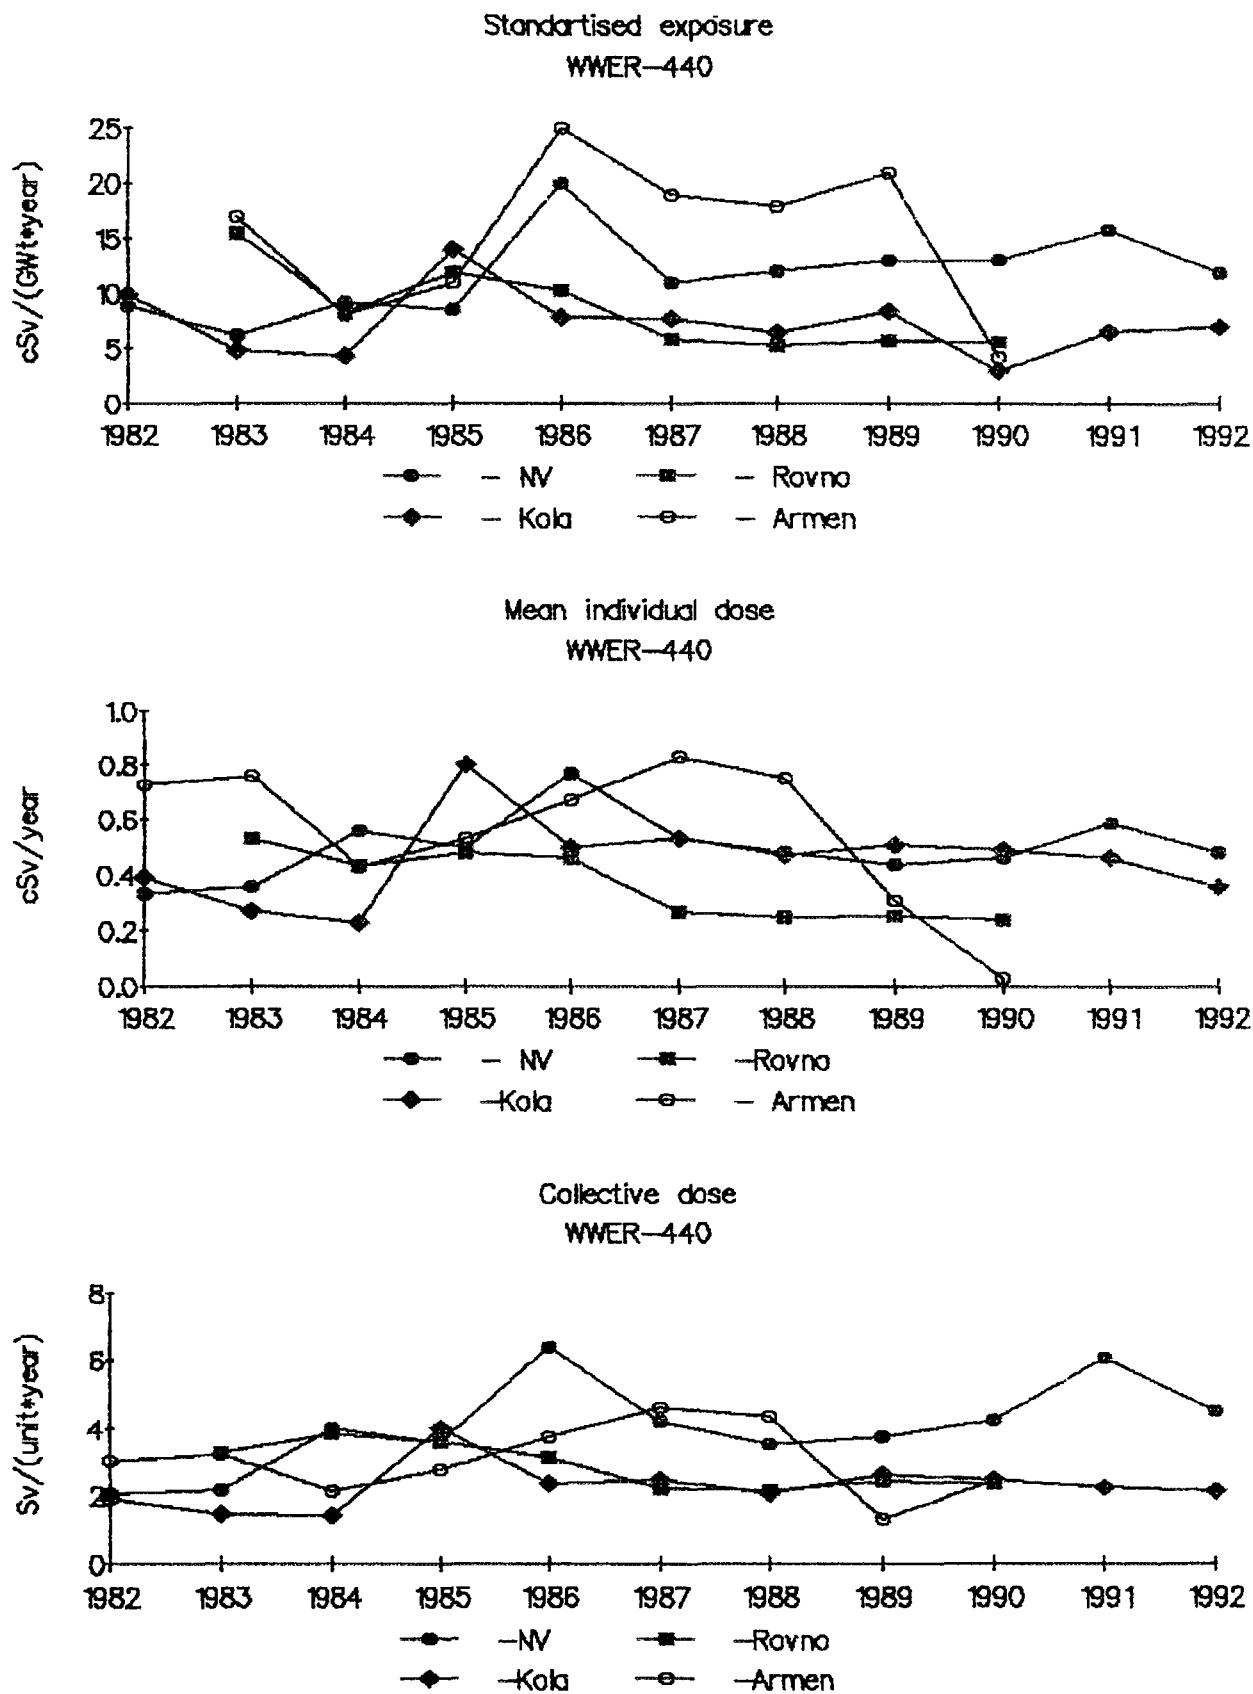 Standartised exposure
WWER-440
cSv/(GWt*year)
25
20
15
10
5
0
1982 1983 1984 1985 1986 1987 1988 1989 1990 1991 1992
- NV - Rovno
- Kola - Armen
Mean individual dose
WWER-440
cSv/year
1.0
0.8
0.6
0.4
0.2
0.0
1982 1983 1984 1985 1986 1987 1988 1989 1990 1991 1992
- NV -Rovno
-Kola - Armen
Collective dose
WWER-440
Sv/(unit*year)
8
6
4
2
0
1982 1983 1984 1985 1986 1987 1988 1989 1990 1991 1992
-NV -Rovno
-Kola -Armen